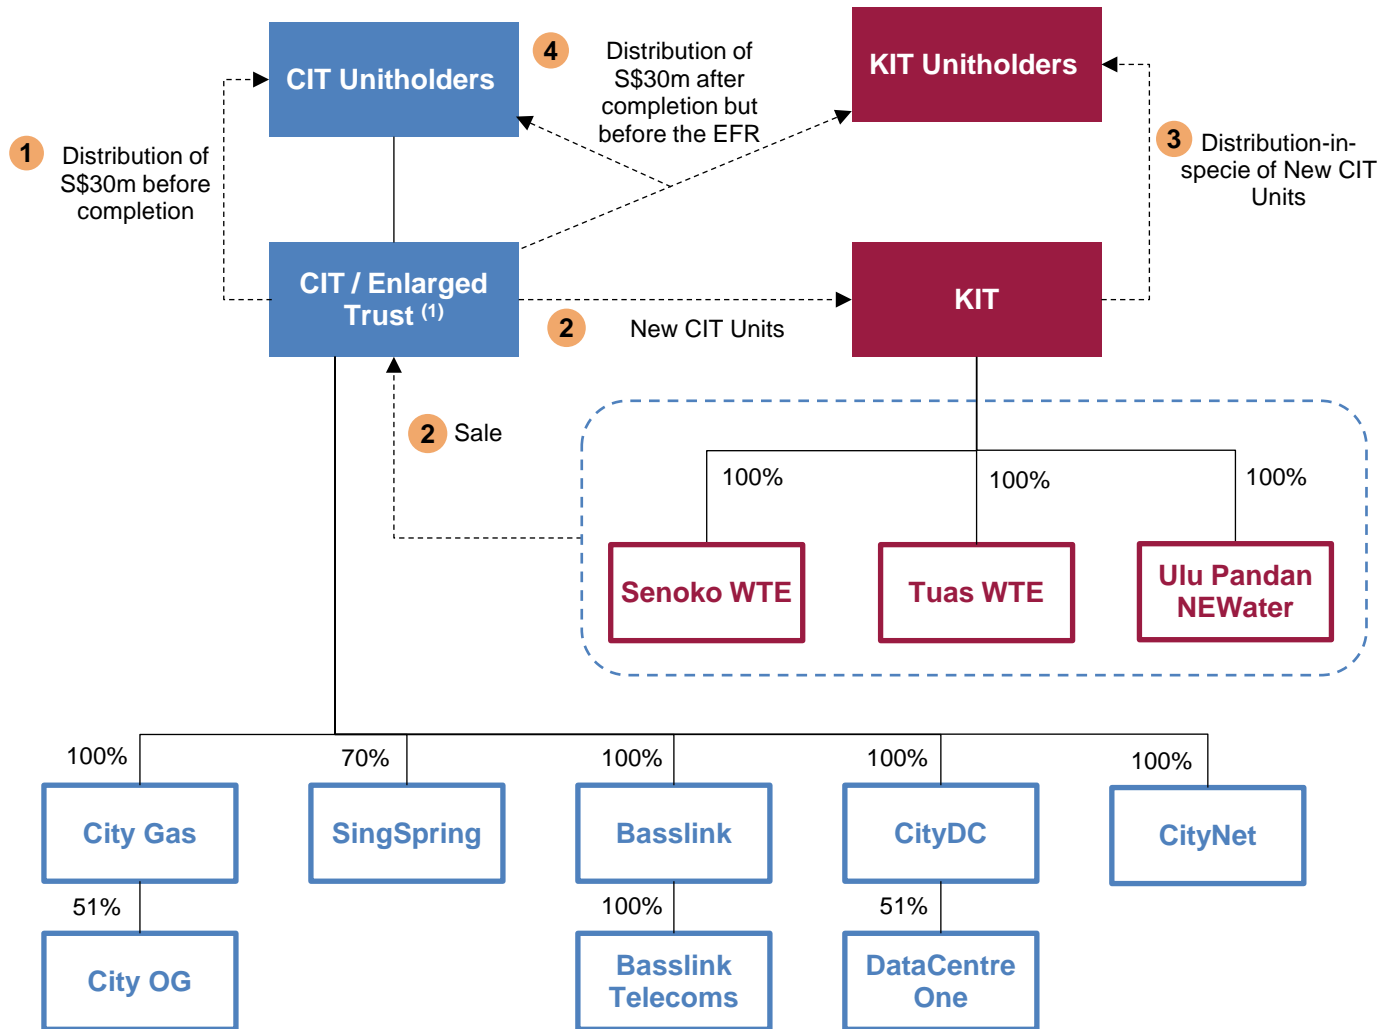 CIT Unitholders
4
Distribution of
S$30m after
completion but
before the EFR
KIT Unitholders
1
Distribution of
S$30m before
completion
3
Distribution-in-
specie of New CIT
Units
CIT / Enlarged
Trust (1)
2
New CIT Units
KIT
2
Sale
100%
100%
100%
Senoko WTE
Tuas WTE
Ulu Pandan
NEWater
100%
70%
100%
100%
100%
City Gas
SingSpring
Basslink
CityDC
CityNet
51%
100%
51%
City OG
Basslink
Telecoms
DataCentre
One